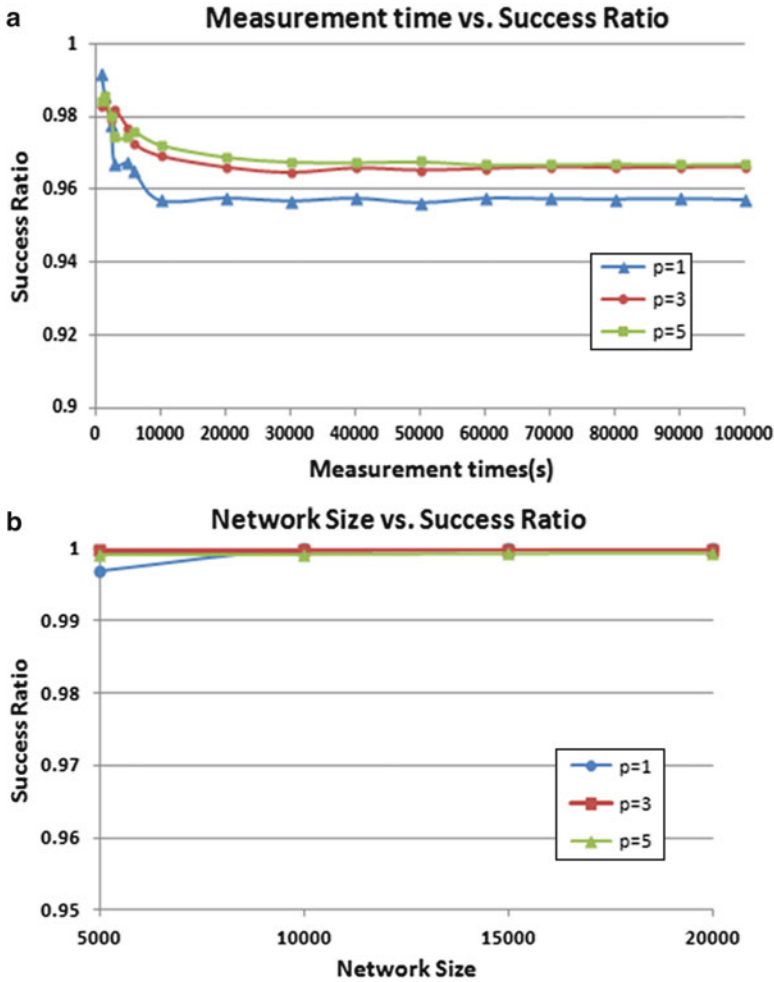 a
Measurement time vs. Success Ratio
1
0.98
0.96
0.94
0.92
0.9
Success Ratio
p=1
p=3
p=5
0 10000 20000 30000 40000 50000 60000 70000 80000 90000 100000
Measurement times(s)
b
Network Size vs. Success Ratio
1
0.99
0.98
0.97
0.96
0.95
Success Ratio
p=1
p=3
p=5
5000 10000 15000 20000
Network Size